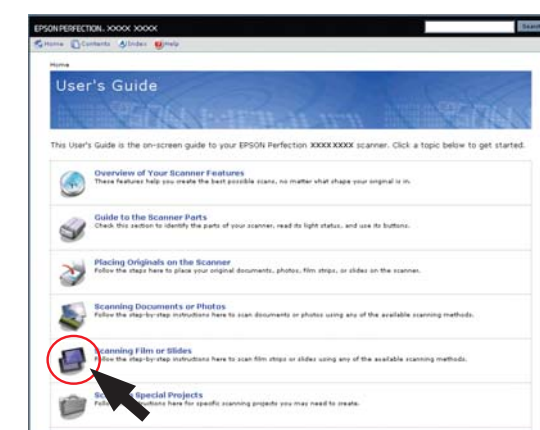 EPSON PERFECTION. XXXX XXXX
Search
Home Contents Index Help
Home
User's Guide
This User's Guide is the on-screen guide to your EPSON Perfection XXXX XXXX scanner. Click a topic below to get started.
Overview of Your Scanner Features
These features help you create the best possible scans, no matter what shape your original is in.
Guide to the Scanner Parts
Check this section to identify the parts of your scanner, read its light status, and use its buttons.
Placing Originals on the Scanner
Follow the steps here to place your original documents, photos, film strips, or slides on the scanner.
Scanning Documents or Photos
Follow the step-by-step instructions here to scan documents or photos using any of the available scanning methods.
Scanning Film or Slides
Follow the step-by-step instructions here to scan film strips or slides using any of the available scanning methods.
Special Projects
instructions here for specific scanning projects you may need to create.